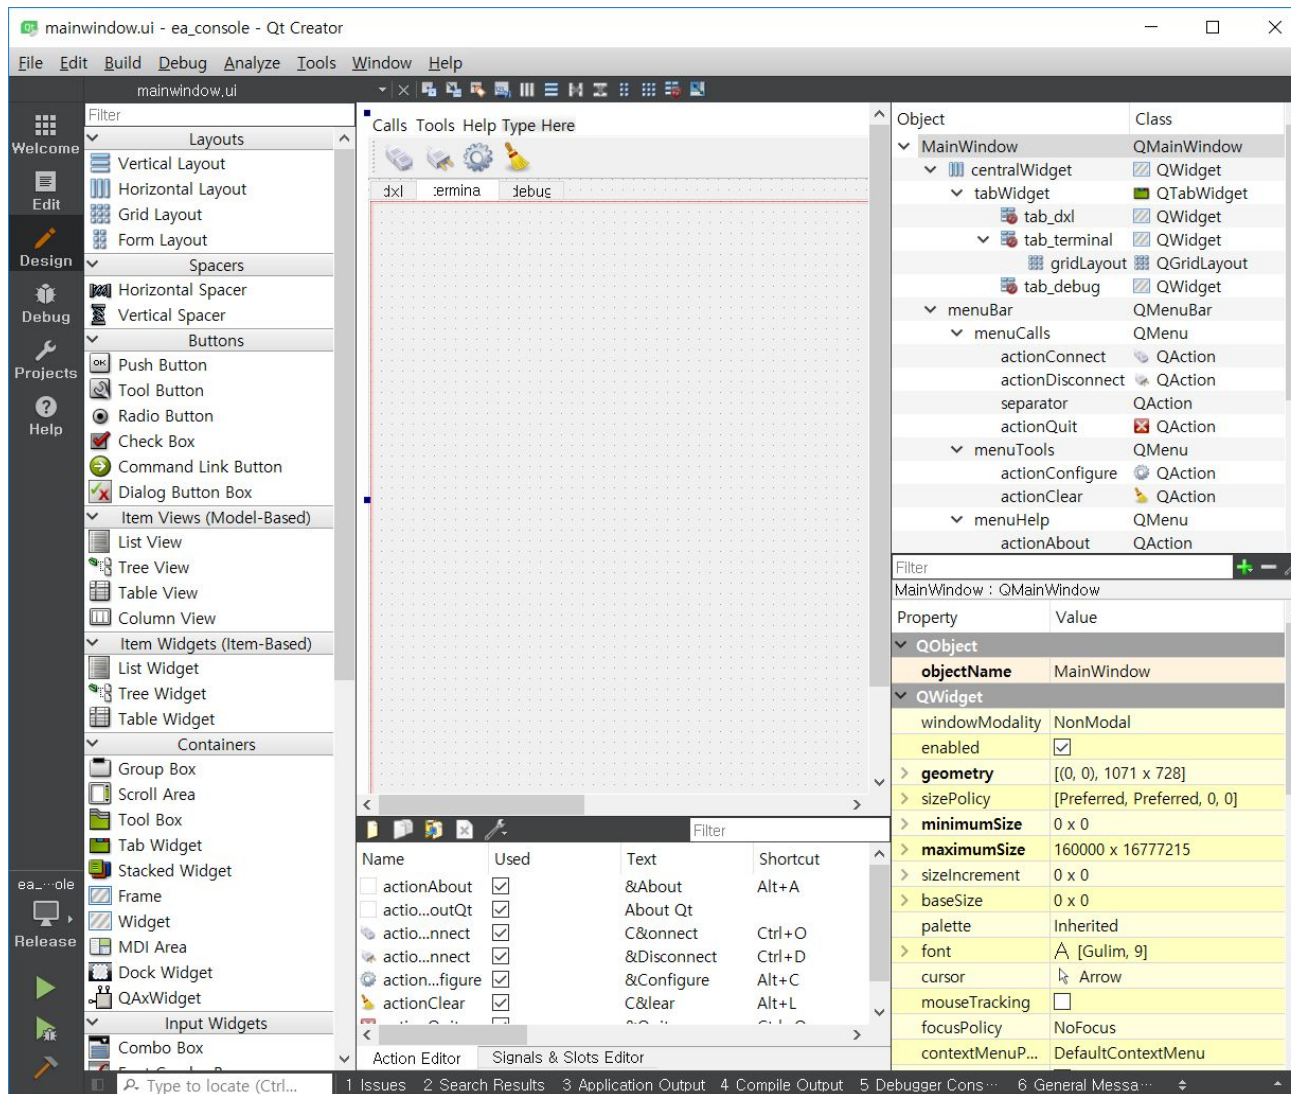 mainwindow.ui - ea_console - Qt Creator
File Edit Build Debug Analyze Tools Window Help
mainwindow.ui
Welcome
Edit
Design
Debug
Projects
Help
ea_···ole
Release
Filter
Layouts
Vertical Layout
Horizontal Layout
Grid Layout
Form Layout
Spacers
Horizontal Spacer
Vertical Spacer
Buttons
OK Push Button
Tool Button
Radio Button
Check Box
Command Link Button
Dialog Button Box
Item Views (Model-Based)
List View
Tree View
Table View
Column View
Item Widgets (Item-Based)
List Widget
Tree Widget
Table Widget
Containers
Group Box
Scroll Area
Tool Box
Tab Widget
Stacked Widget
Frame
Widget
MDI Area
Dock Widget
QAxWidget
Input Widgets
Combo Box
Calls Tools Help Type Here
dxl termina debug
Filter
Name Used Text Shortcut
actionAbout &About Alt+A
actio...outQt About Qt
actio...nnect C&onnect Ctrl+O
actio...nnect &Disconnect Ctrl+D
action...figure &Configure Alt+C
actionClear C&lear Alt+L
Action Editor Signals & Slots Editor
Object Class
MainWindow QMainWindow
centralWidget QWidget
tabWidget QTabWidget
tab_dxl QWidget
tab_terminal QWidget
gridLayout QGridLayout
tab_debug QWidget
menuBar QMenuBar
menuCalls QMenu
actionConnect QAction
actionDisconnect QAction
separator QAction
actionQuit QAction
menuTools QMenu
actionConfigure QAction
actionClear QAction
menuHelp QMenu
actionAbout QAction
Filter
MainWindow : QMainWindow
Property Value
QObject
objectName MainWindow
QWidget
windowModality NonModal
enabled
geometry [(0, 0), 1071 x 728]
sizePolicy [Preferred, Preferred, 0, 0]
minimumSize 0 x 0
maximumSize 160000 x 16777215
sizeIncrement 0 x 0
baseSize 0 x 0
palette Inherited
font A [Gulim, 9]
cursor Arrow
mouseTracking
focusPolicy NoFocus
contextMenuP... DefaultContextMenu
Type to locate (Ctrl... 1 Issues 2 Search Results 3 Application Output 4 Compile Output 5 Debugger Cons··· 6 General Messa···